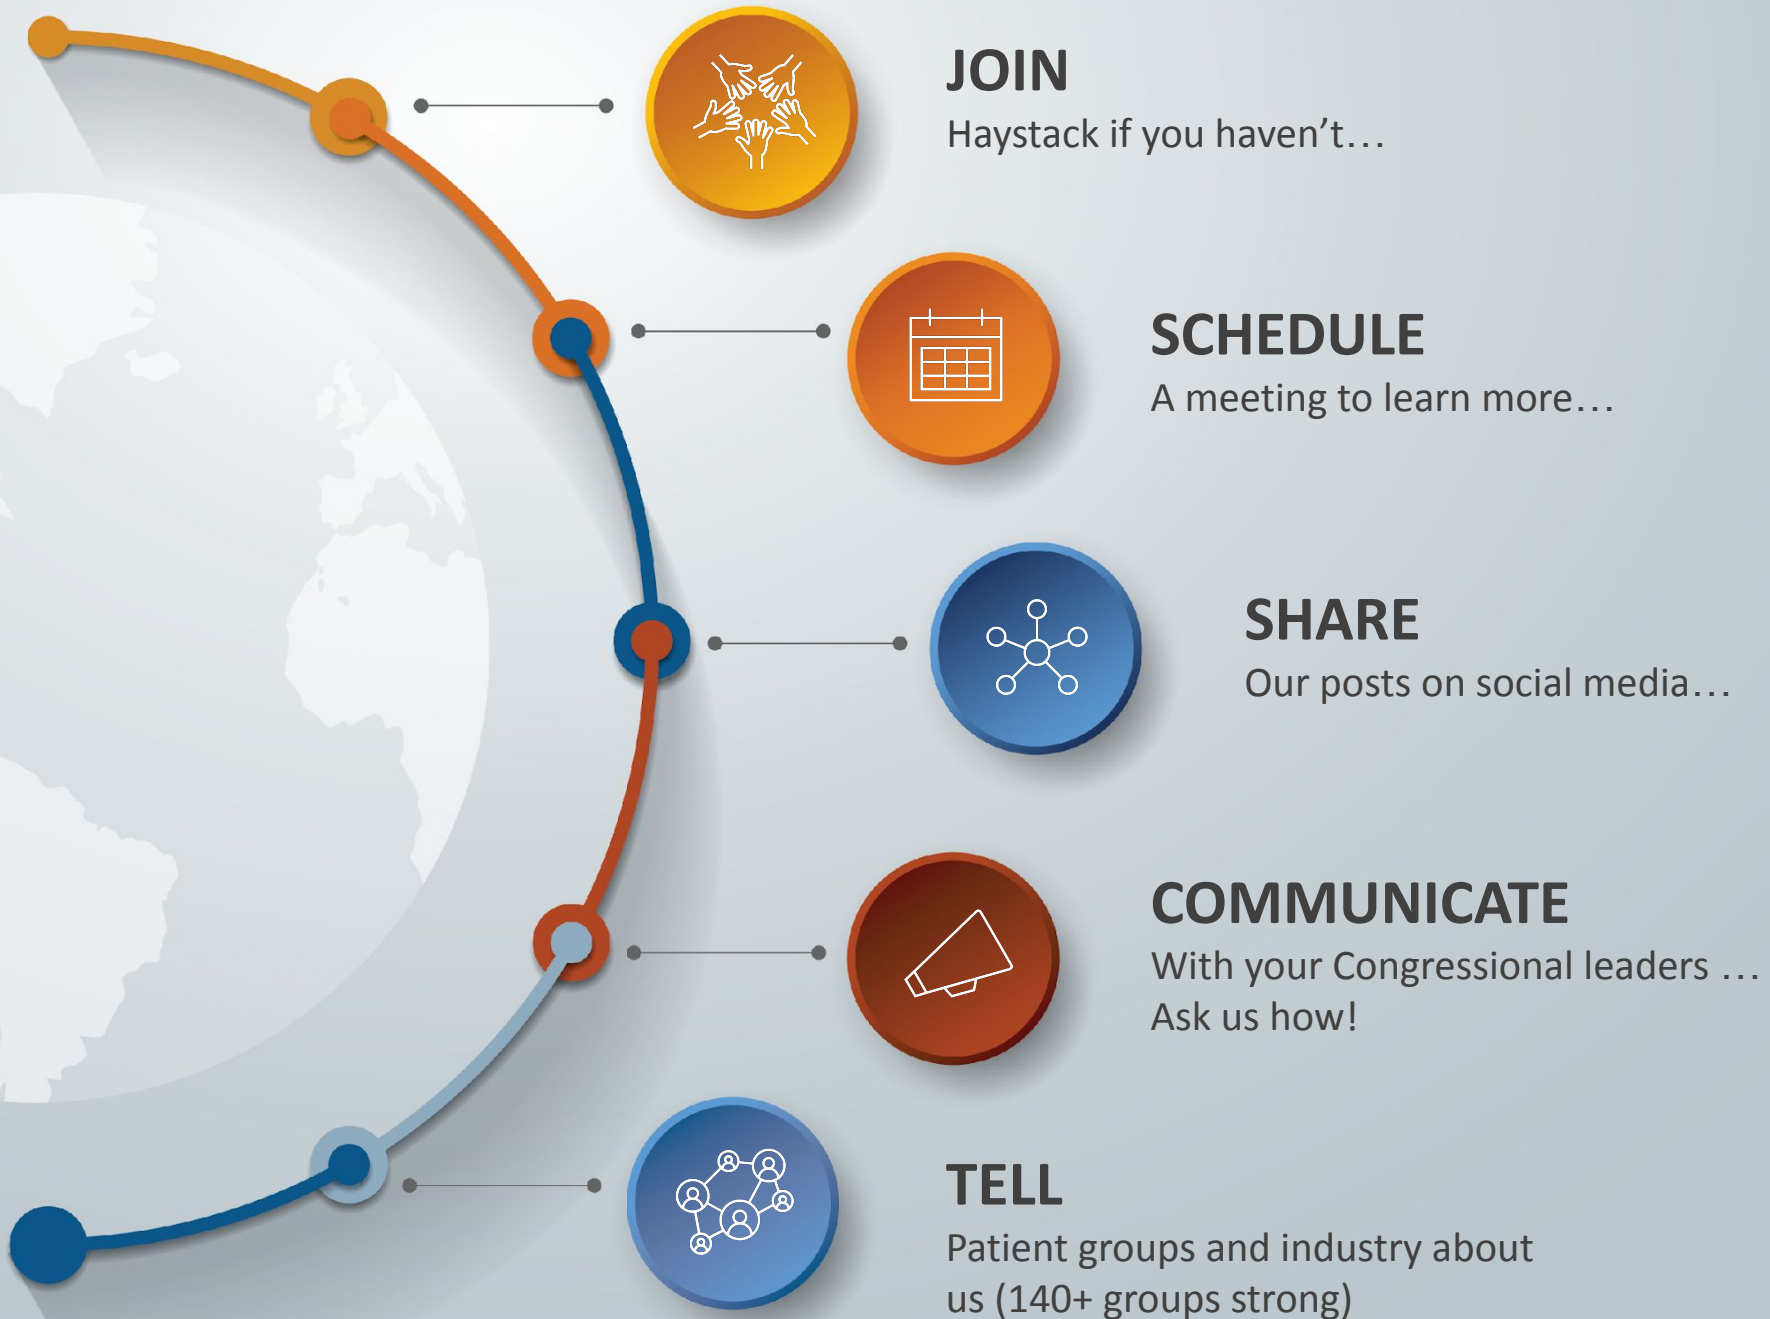 JOIN
Haystack if you haven’t…
SCHEDULE
A meeting to learn more…
SHARE
Our posts on social media…
COMMUNICATE
With your Congressional leaders …
Ask us how!
TELL
Patient groups and industry about
us (140+ groups strong)